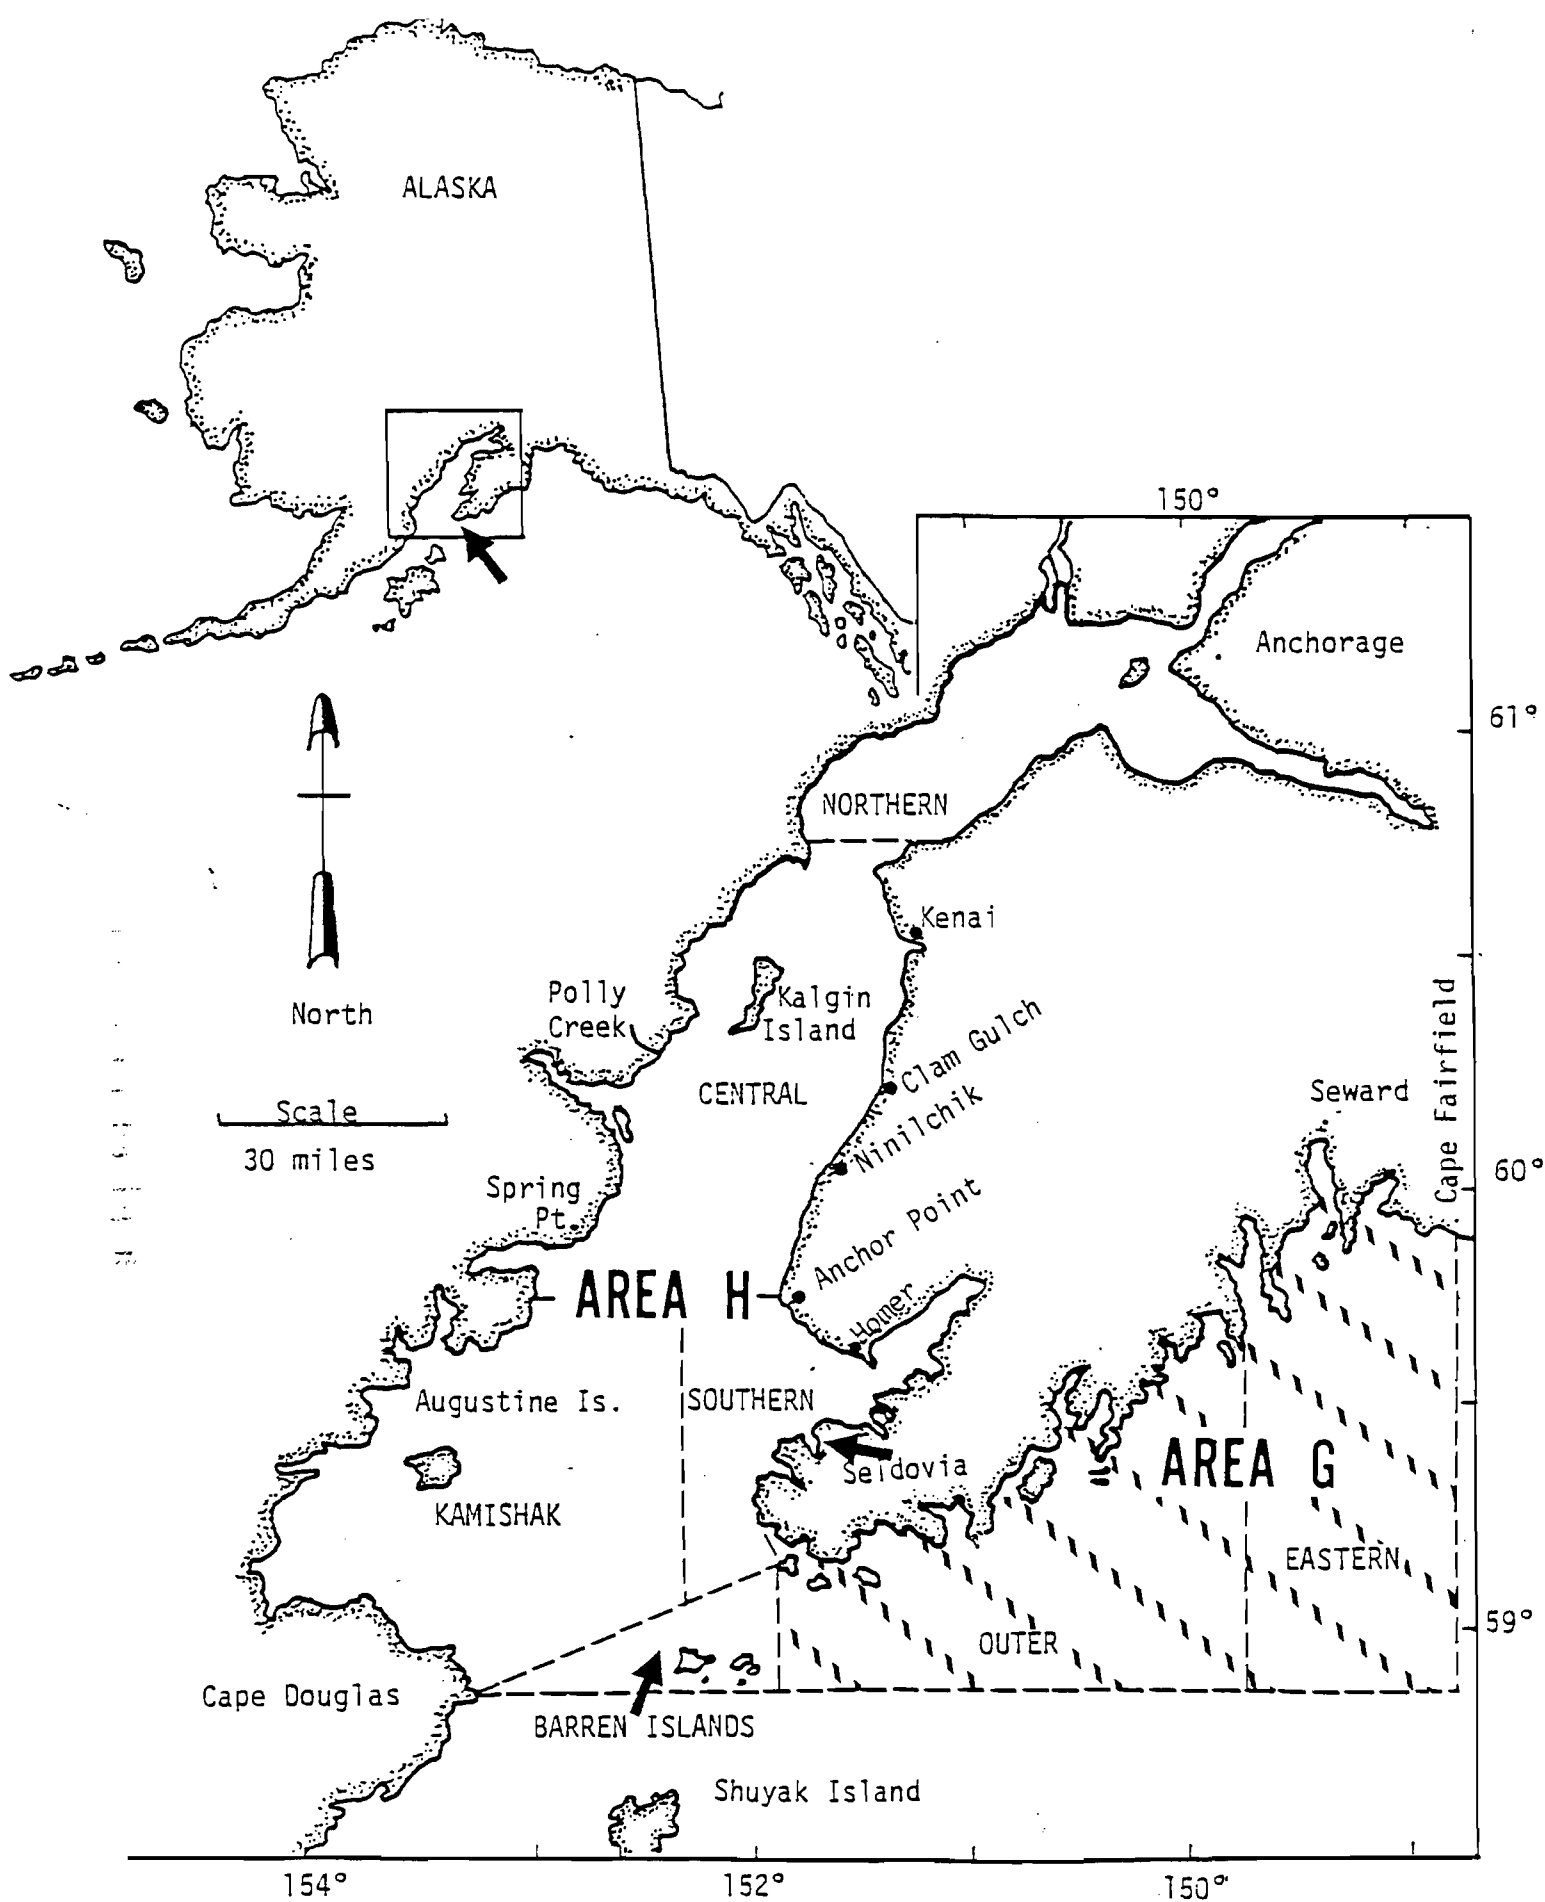 ALASKA
150°
Anchorage
61°
NORTHERN
Kenai
Polly
Creek
Kalgin
Island
North
Clam Gulch
CENTRAL
Cape Fairfield
Seward
Scale
30 miles
Ninilchik
60°
Spring
Pt.
Anchor Point
AREA H
Homer
Augustine Is.
SOUTHERN
AREA G
Seldovia
KAMISHAK
EASTERN
59°
OUTER
Cape Douglas
BARREN ISLANDS
Shuyak Island
154°
152°
150°